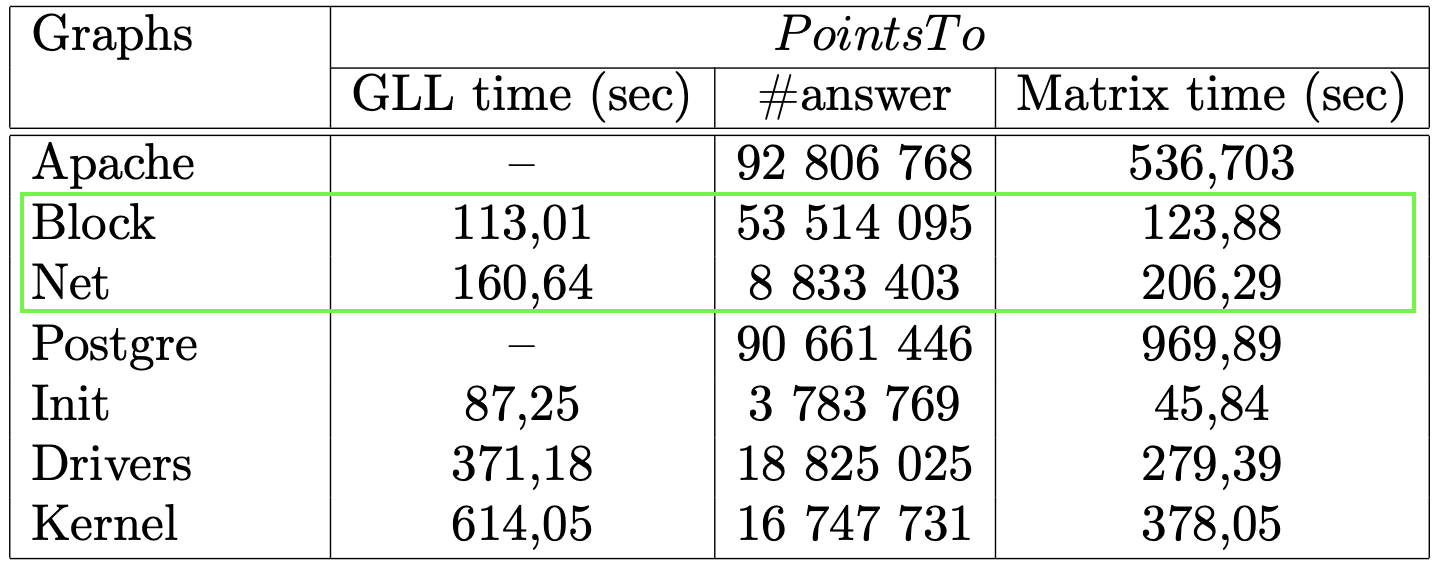 Graphs PointsTo
GLL time (sec) #answer Matrix time (sec)
Apache – 92 806 768 536,703
Block 113,01 53 514 095 123,88
Net 160,64 8 833 403 206,29
Postgre – 90 661 446 969,89
Init 87,25 3 783 769 45,84
Drivers 371,18 18 825 025 279,39
Kernel 614,05 16 747 731 378,05